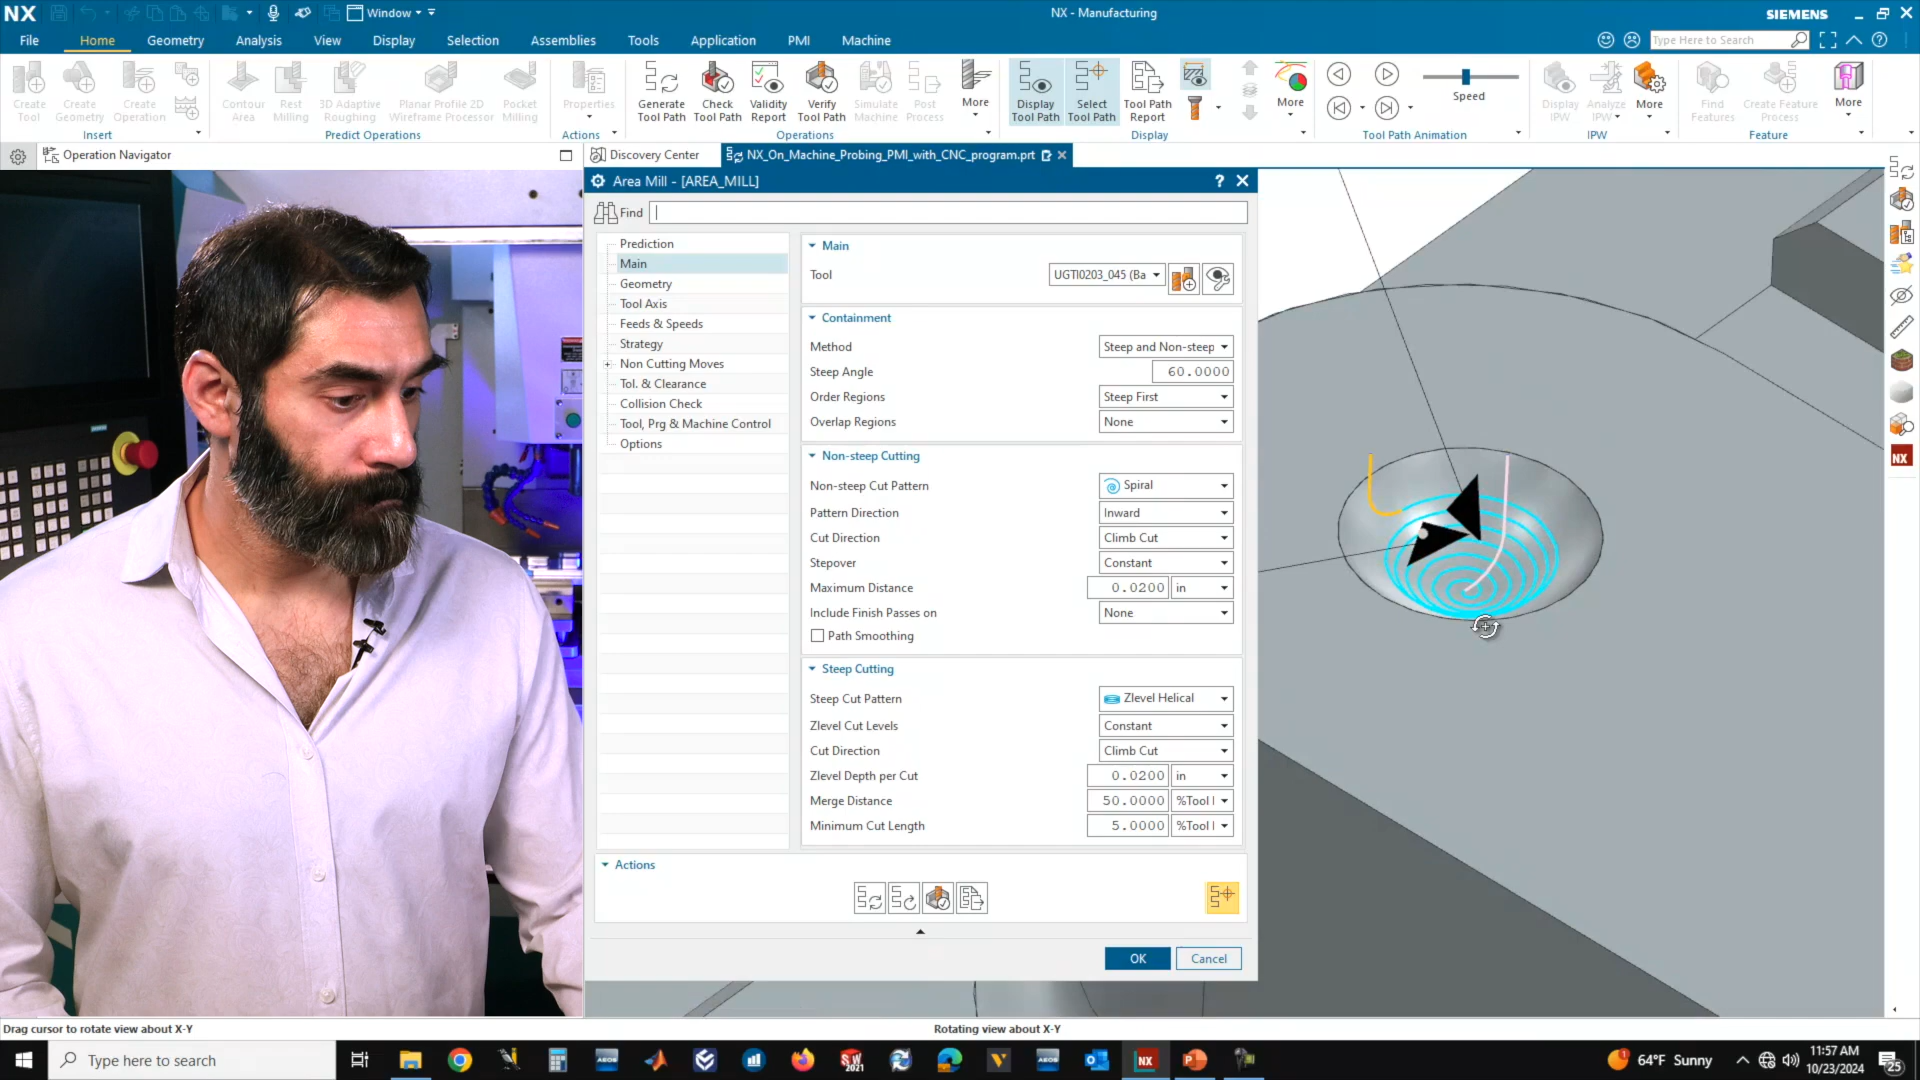 NX
Window
NX - Manufacturing
SIEMENS
File
Home
Geometry
Analysis
View
Display
Selection
Assemblies
Tools
Application
PMI
Machine
Type Here to Search
Create Tool
Create Geometry
Create Operation
Contour Area
Rest Milling
3D Adaptive Roughing
Planar Profile 2D Wireframe Processor
Pocket Milling
Properties
Generate Tool Path
Check Tool Path
Validity Report
Verify Tool Path
Simulate Machine
Post Process
More
Display Tool Path
Select Tool Path
Tool Path Report
More
Speed
Display IPW
Analyze IPW
More
Find Features
Create Feature Process
More
Insert
Predict Operations
Actions
Operations
Display
Tool Path Animation
IPW
Feature
Operation Navigator
Discovery Center
NX_On_Machine_Probing_PMI_with_CNC_program.prt
Area Mill - [AREA_MILL]
Find
Prediction
Main
Geometry
Tool Axis
Feeds & Speeds
Strategy
Non Cutting Moves
Tol. & Clearance
Collision Check
Tool, Prg & Machine Control
Options
Main
Tool UGTI0203_045 (Ba
Containment
Method Steep and Non-steep
Steep Angle 60.0000
Order Regions Steep First
Overlap Regions None
Non-steep Cutting
Non-steep Cut Pattern Spiral
Pattern Direction Inward
Cut Direction Climb Cut
Stepover Constant
Maximum Distance 0.0200 in
Include Finish Passes on None
Path Smoothing
Steep Cutting
Steep Cut Pattern Zlevel Helical
Zlevel Cut Levels Constant
Cut Direction Climb Cut
Zlevel Depth per Cut 0.0200 in
Merge Distance 50.0000 %Tool
Minimum Cut Length 5.0000 %Tool
Actions
OK
Cancel
NX
Drag cursor to rotate view about X-Y
Rotating view about X-Y
Type here to search
SW
2021
NX
64°F Sunny
11:57 AM
10/23/2024
25